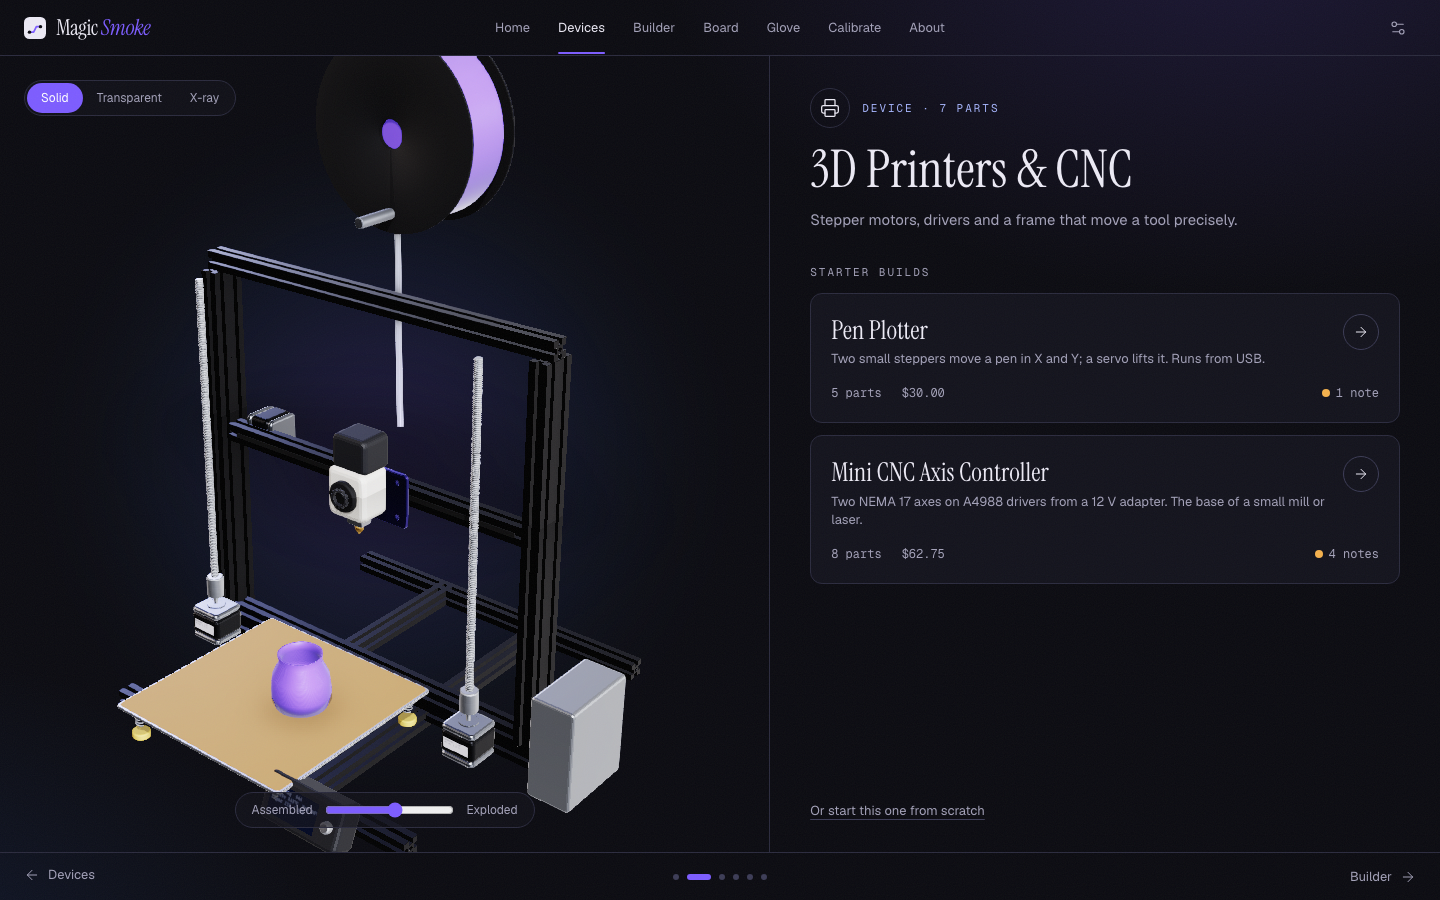 Magic Smoke
Home
Devices
Builder
Board
Glove
Calibrate
About
Solid
Transparent
X-ray
DEVICE · 7 PARTS
3D Printers & CNC
Stepper motors, drivers and a frame that move a tool precisely.
STARTER BUILDS
Pen Plotter
Two small steppers move a pen in X and Y; a servo lifts it. Runs from USB.
5 parts $30.00 1 note
Mini CNC Axis Controller
Two NEMA 17 axes on A4988 drivers from a 12 V adapter. The base of a small mill or
laser.
8 parts $62.75 4 notes
Assembled
Exploded
Or start this one from scratch
Devices
Builder